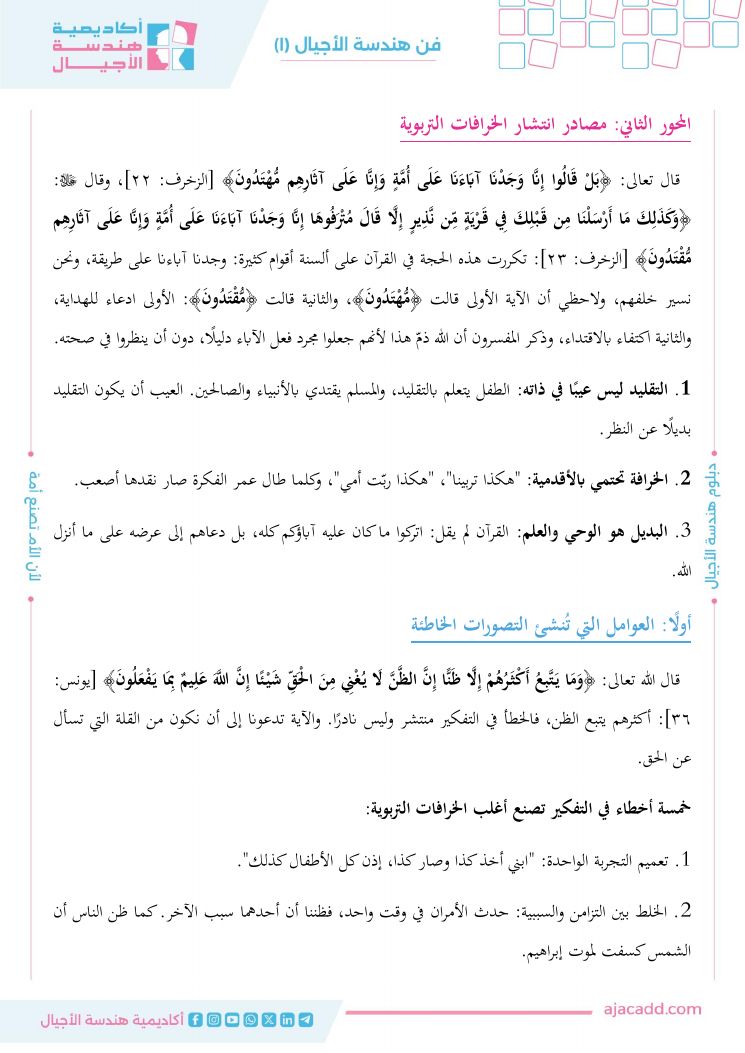 فن هندسة الأجيال (١)
أكاديمية
هندسة
الأجيال
المحور الثاني: مصادر انتشار الخرافات التربوية
قال تعالى: ﴿بَلْ قَالُوا إِنَّا وَجَدْنَا آبَاءَنَا عَلَى أُمَّةٍ وَإِنَّا عَلَى آثَارِهِم مُّهْتَدُونَ﴾ [الزخرف: ٢٢]، وقال ﷻ:
﴿وَكَذَٰلِكَ مَا أَرْسَلْنَا مِن قَبْلِكَ فِي قَرْيَةٍ مِّن نَّذِيرٍ إِلَّا قَالَ مُتْرَفُوهَا إِنَّا وَجَدْنَا آبَاءَنَا عَلَى أُمَّةٍ وَإِنَّا عَلَى آثَارِهِم
مُّقْتَدُونَ﴾ [الزخرف: ٢٣]: تكررت هذه الحجة في القرآن على ألسنة أقوام كثيرة: وجدنا آباءنا على طريقة، ونحن
نسير خلفهم، ولاحظي أن الآية الأولى قالت ﴿مُّهْتَدُونَ﴾، والثانية قالت ﴿مُّقْتَدُونَ﴾: الأولى ادعاء للهداية،
والثانية اكتفاء بالاقتداء، وذكر المفسرون أن الله ذمّ هذا لأنهم جعلوا مجرد فعل الآباء دليلًا، دون أن ينظروا في صحته.
1. التقليد ليس عيبًا في ذاته: الطفل يتعلم بالتقليد، والمسلم يقتدي بالأنبياء والصالحين. العيب أن يكون التقليد
بديلًا عن النظر.
2. الخرافة تحتمي بالأقدمية: "هكذا تربينا"، "هكذا ربّت أمي"، وكلما طال عمر الفكرة صار نقدها أصعب.
3. البديل هو الوحي والعلم: القرآن لم يقل: اتركوا ما كان عليه آباؤكم كله، بل دعاهم إلى عرضه على ما أنزل
الله.
أولًا: العوامل التي تُنشئ التصورات الخاطئة
قال الله تعالى: ﴿وَمَا يَتَّبِعُ أَكْثَرُهُمْ إِلَّا ظَنًّا إِنَّ الظَّنَّ لَا يُغْنِي مِنَ الْحَقِّ شَيْئًا إِنَّ اللَّهَ عَلِيمٌ بِمَا يَفْعَلُونَ﴾ [يونس:
٣٦]: أكثرهم يتبع الظن، فالخطأ في التفكير منتشر وليس نادرًا. والآية تدعونا إلى أن نكون من القلة التي تسأل
عن الحق.
خمسة أخطاء في التفكير تصنع أغلب الخرافات التربوية:
1. تعميم التجربة الواحدة: "ابني أخذ كذا وصار كذا، إذن كل الأطفال كذلك".
2. الخلط بين التزامن والسببية: حدث الأمران في وقت واحد، فظننا أن أحدهما سبب الآخر. كما ظن الناس أن
الشمس كسفت لموت إبراهيم.
دبلوم هندسة الأجيال
لأن الأم تصنع أمة
ajacadd.com
أكاديمية هندسة الأجيال